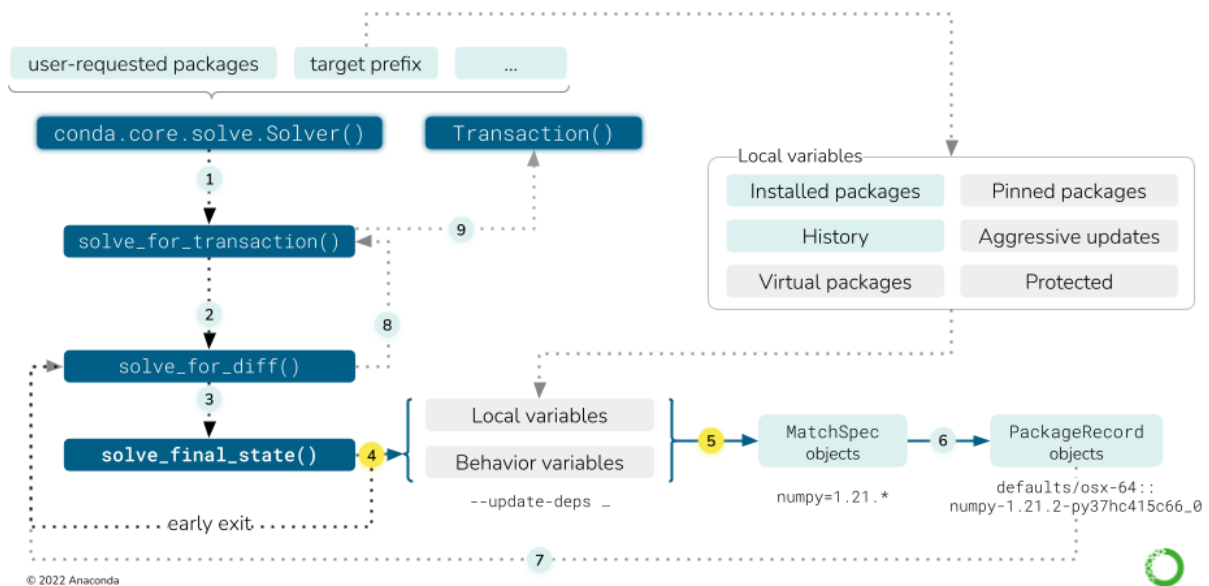 user-requested packages
target prefix
...
conda.core.solve.Solver()
Transaction()
1
Local variables
Installed packages
Pinned packages
solve_for_transaction()
9
History
Aggressive updates
Virtual packages
Protected
2
8
solve_for_diff()
3
Local variables
MatchSpec
objects
PackageRecord
objects
solve_final_state()
4
5
6
Behavior variables
--update-deps …
numpy=1.21.*
defaults/osx-64::
numpy-1.21.2-py37hc415c66_0
early exit
7
© 2022 Anaconda